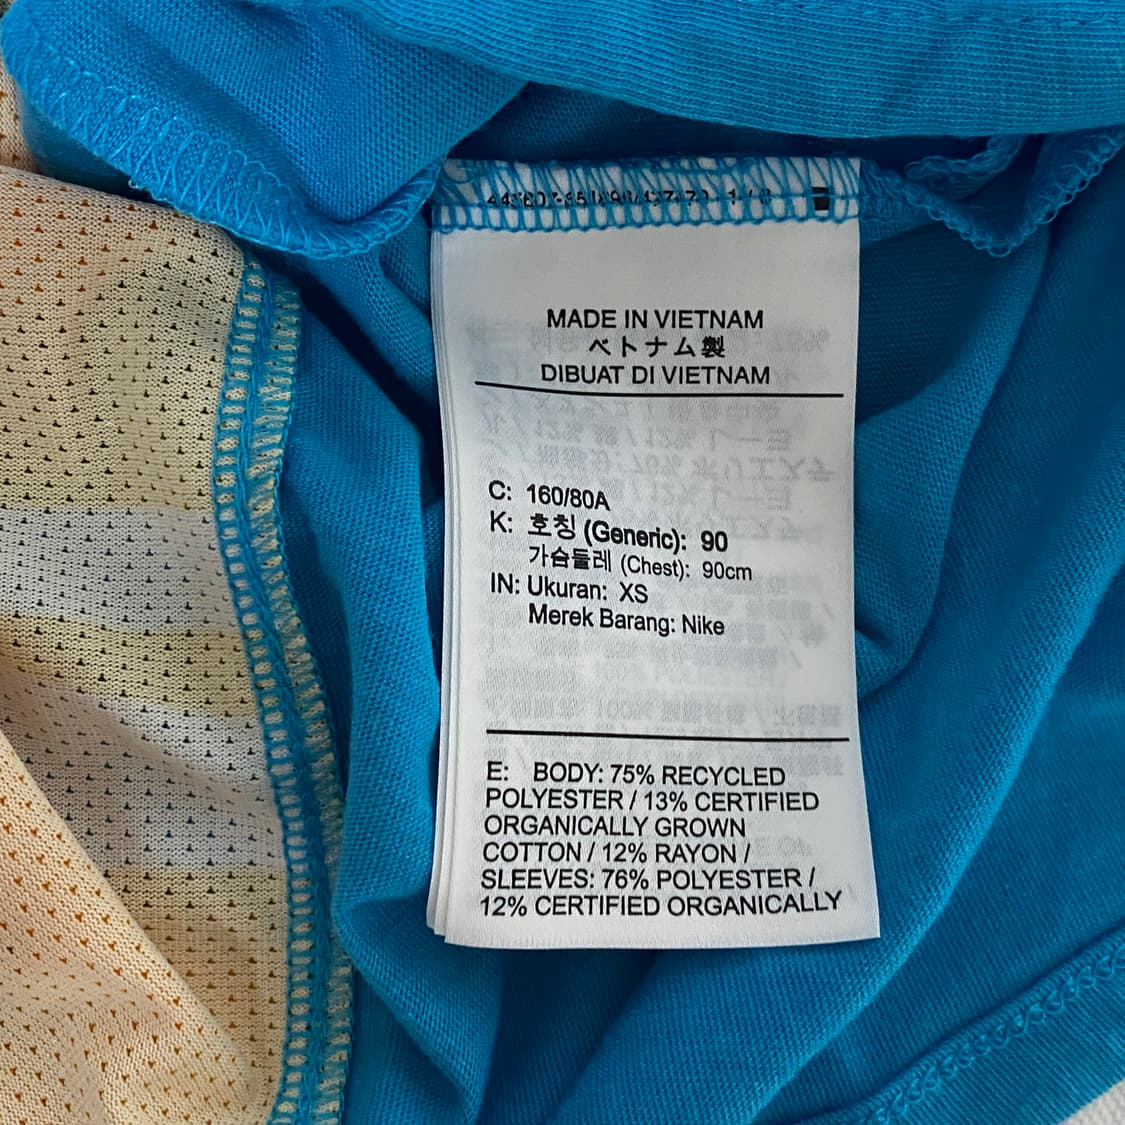 MADE IN VIETNAM
ベトナム製
DIBUAT DI VIETNAM
C: 160/80A
K: 호칭 (Generic): 90
가슴둘레 (Chest): 90cm
IN: Ukuran: XS
Merek Barang: Nike
E: BODY: 75% RECYCLED
POLYESTER / 13% CERTIFIED
ORGANICALLY GROWN
COTTON / 12% RAYON /
SLEEVES: 76% POLYESTER /
12% CERTIFIED ORGANICALLY